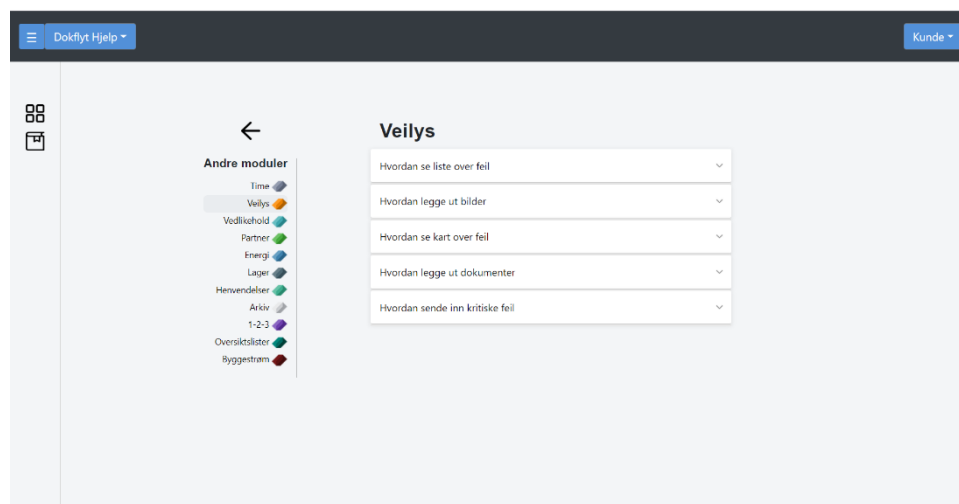 Dokflyt Hjelp
Kunde
Andre moduler
Time
Veilys
Vedlikehold
Partner
Energi
Lager
Henvendelser
Arkiv
1-2-3
Oversiktslister
Byggestrøm
Veilys
Hvordan se liste over feil
Hvordan legge ut bilder
Hvordan se kart over feil
Hvordan legge ut dokumenter
Hvordan sende inn kritiske feil